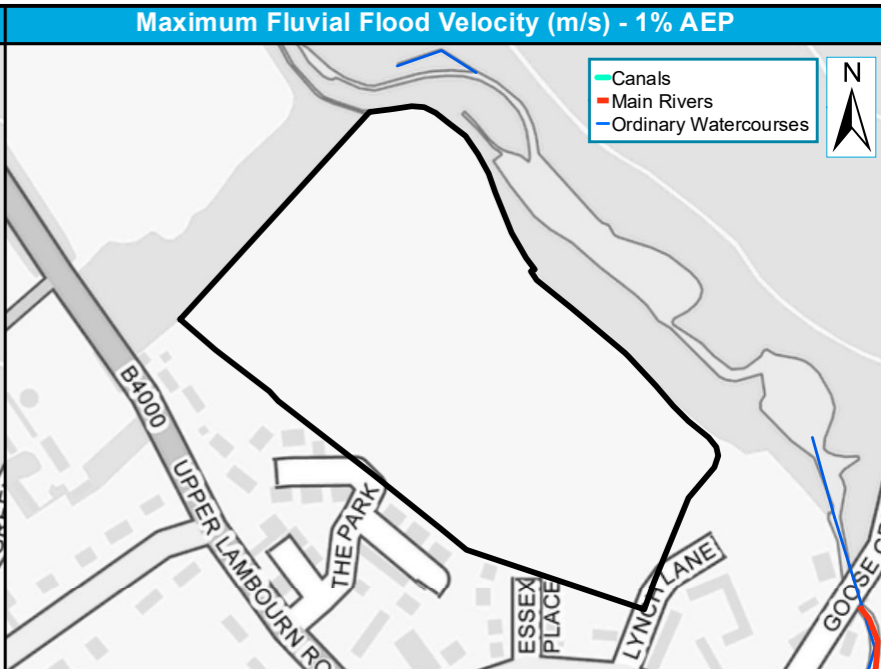 Maximum Fluvial Flood Velocity (m/s) - 1% AEP
Canals
Main Rivers
Ordinary Watercourses
N
B4000
UPPER LAMBOURN RO
THE PARK
ESSEX
PLACE
LYNCH LANE
GOOSE